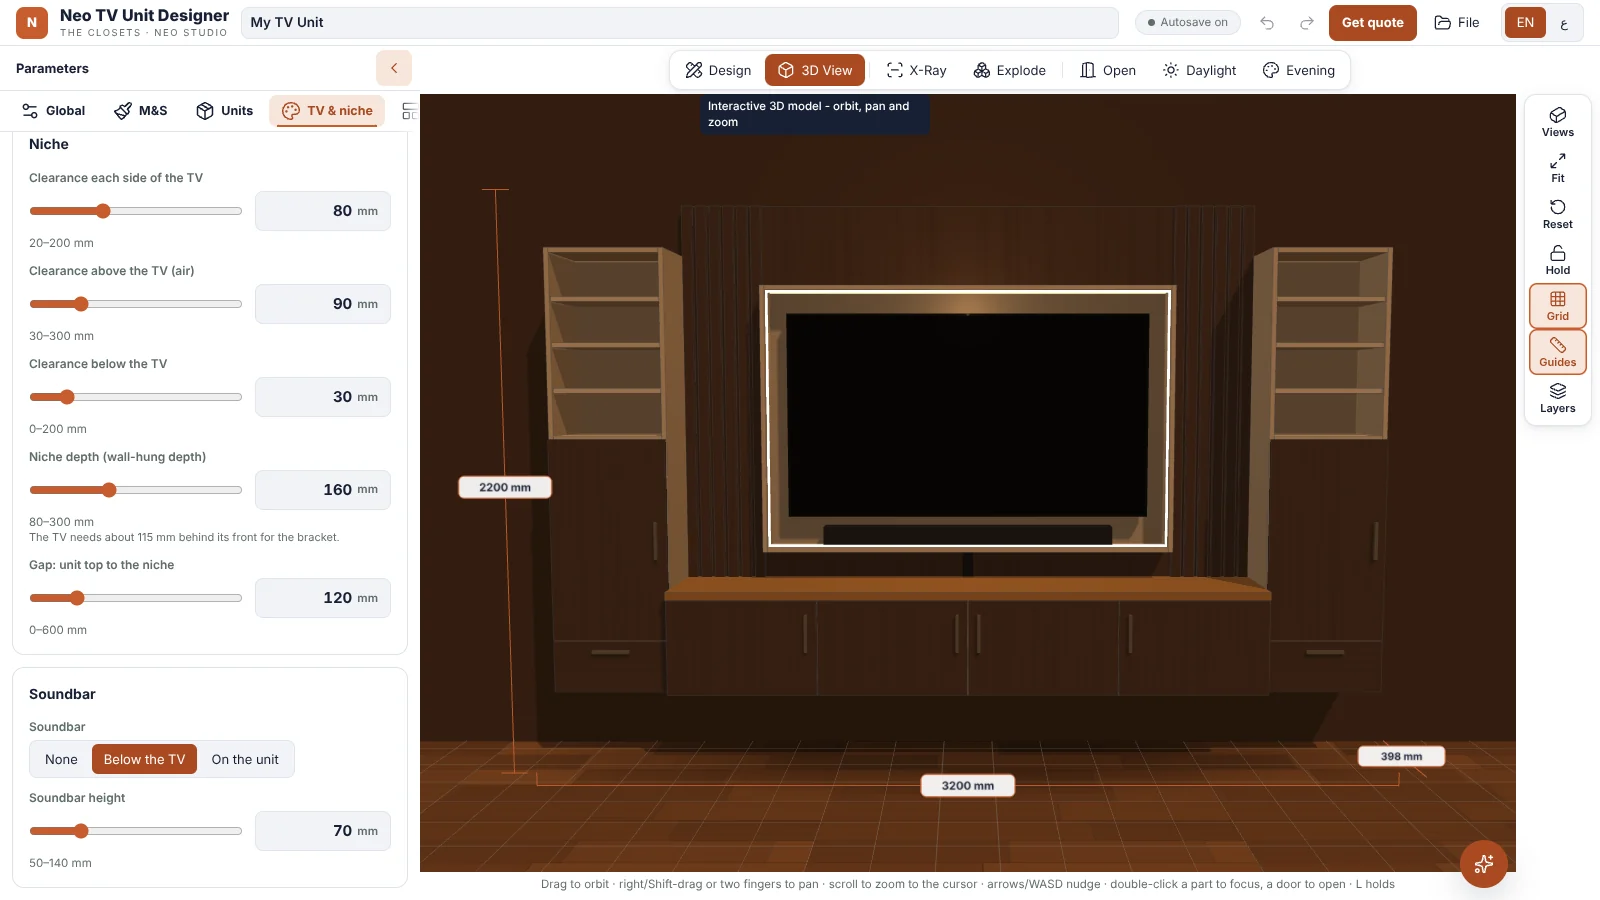 N
Neo TV Unit Designer
THE CLOSETS · NEO STUDIO
My TV Unit
Autosave on
Get quote
File
EN
ع
Parameters
Design
3D View
X-Ray
Explode
Open
Daylight
Evening
Global
M&S
Units
TV & niche
Interactive 3D model - orbit, pan and
zoom
Niche
Clearance each side of the TV
80 mm
20–200 mm
Clearance above the TV (air)
90 mm
30–300 mm
Clearance below the TV
30 mm
0–200 mm
Niche depth (wall-hung depth)
160 mm
80–300 mm
The TV needs about 115 mm behind its front for the bracket.
Gap: unit top to the niche
120 mm
0–600 mm
Soundbar
Soundbar
None
Below the TV
On the unit
Soundbar height
70 mm
50–140 mm
2200 mm
3200 mm
398 mm
Views
Fit
Reset
Hold
Grid
Guides
Layers
Drag to orbit · right/Shift-drag or two fingers to pan · scroll to zoom to the cursor · arrows/WASD nudge · double-click a part to focus, a door to open · L holds